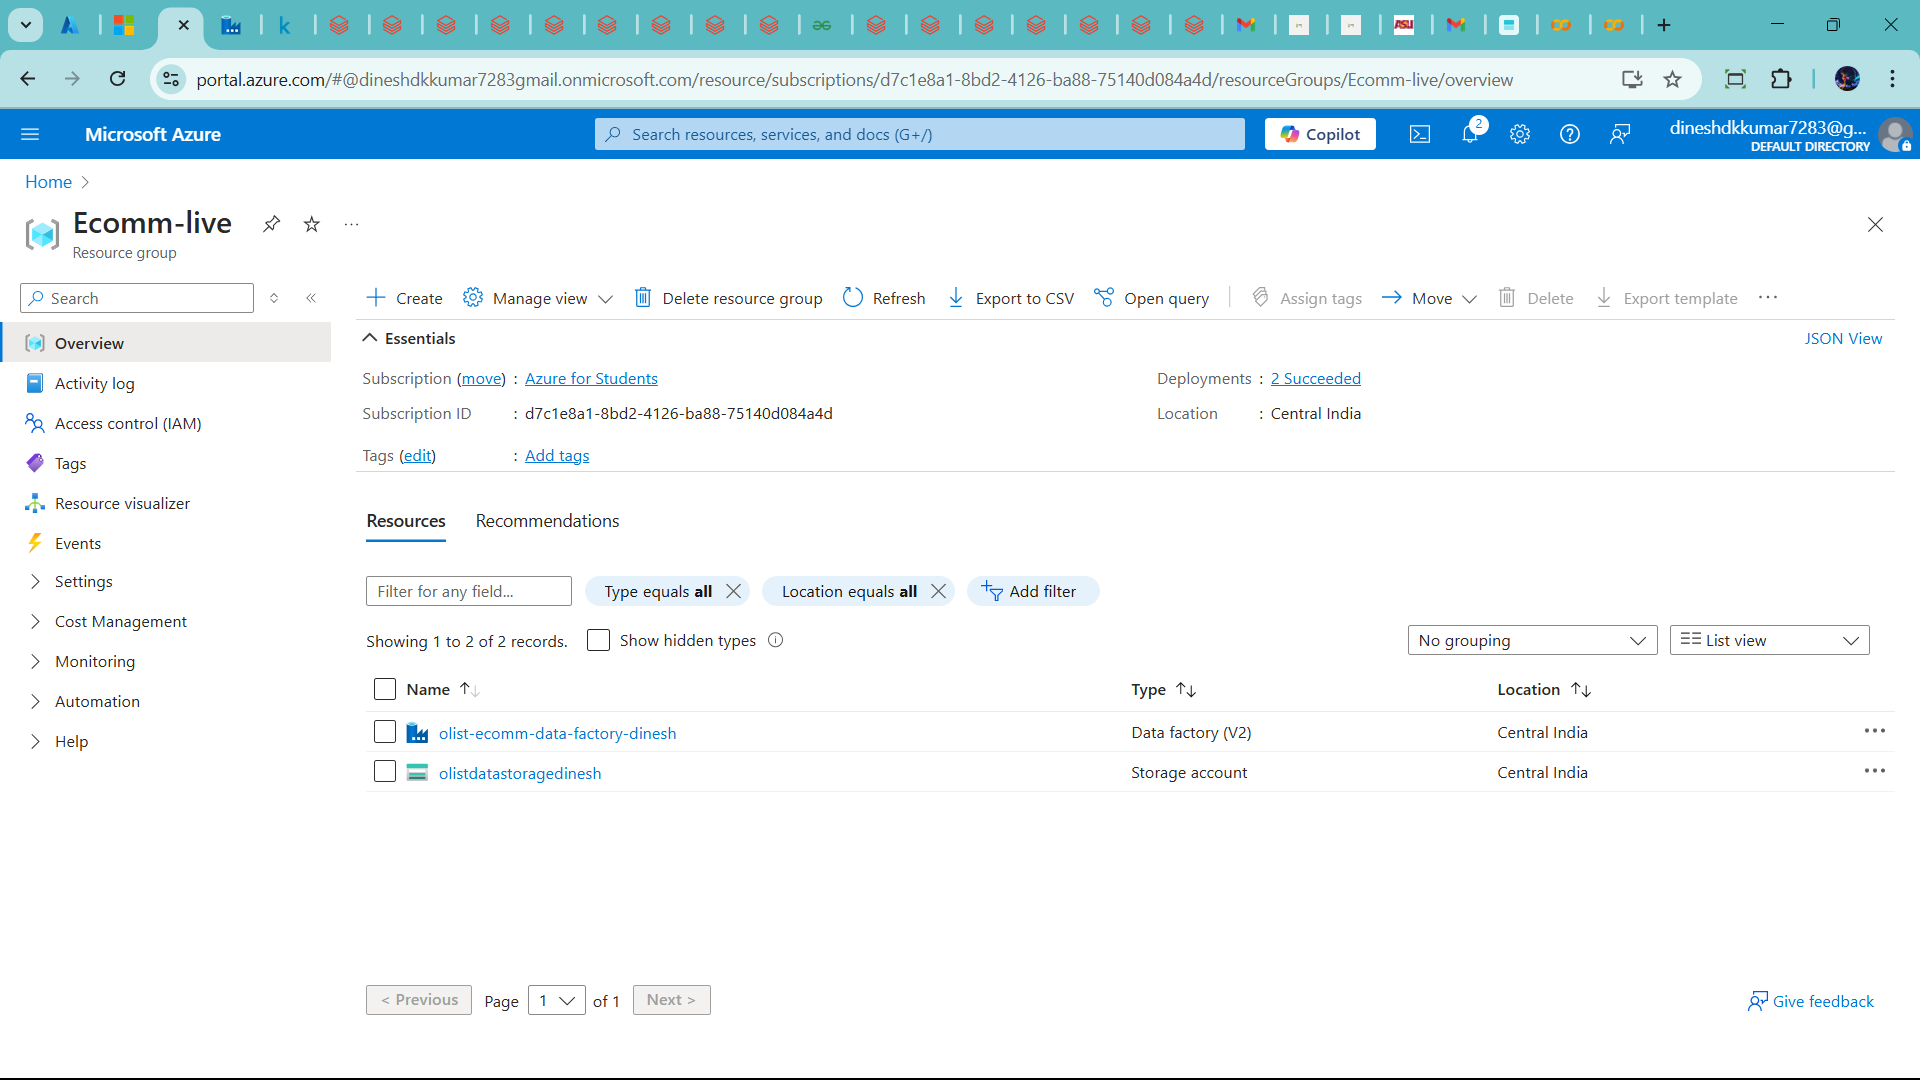 portal.azure.com/#@dineshdkkumar7283gmail.onmicrosoft.com/resource/subscriptions/d7c1e8a1-8bd2-4126-ba88-75140d084a4d/resourceGroups/Ecomm-live/overview
Microsoft Azure
Search resources, services, and docs (G+/)
Copilot
2
dineshdkkumar7283@g...
DEFAULT DIRECTORY
Home
Ecomm-live
Resource group
Search
Create
Manage view
Delete resource group
Refresh
Export to CSV
Open query
Assign tags
Move
Delete
Export template
Overview
Activity log
Access control (IAM)
Tags
Resource visualizer
Events
Settings
Cost Management
Monitoring
Automation
Help
Essentials
JSON View
Subscription (move) : Azure for Students
Deployments : 2 Succeeded
Subscription ID : d7c1e8a1-8bd2-4126-ba88-75140d084a4d
Location : Central India
Tags (edit) : Add tags
Resources
Recommendations
Filter for any field...
Type equals all
Location equals all
Add filter
Showing 1 to 2 of 2 records.
Show hidden types
No grouping
List view
Name
Type
Location
olist-ecomm-data-factory-dinesh
Data factory (V2)
Central India
olistdatastoragedinesh
Storage account
Central India
< Previous
Page
1
of 1
Next >
Give feedback